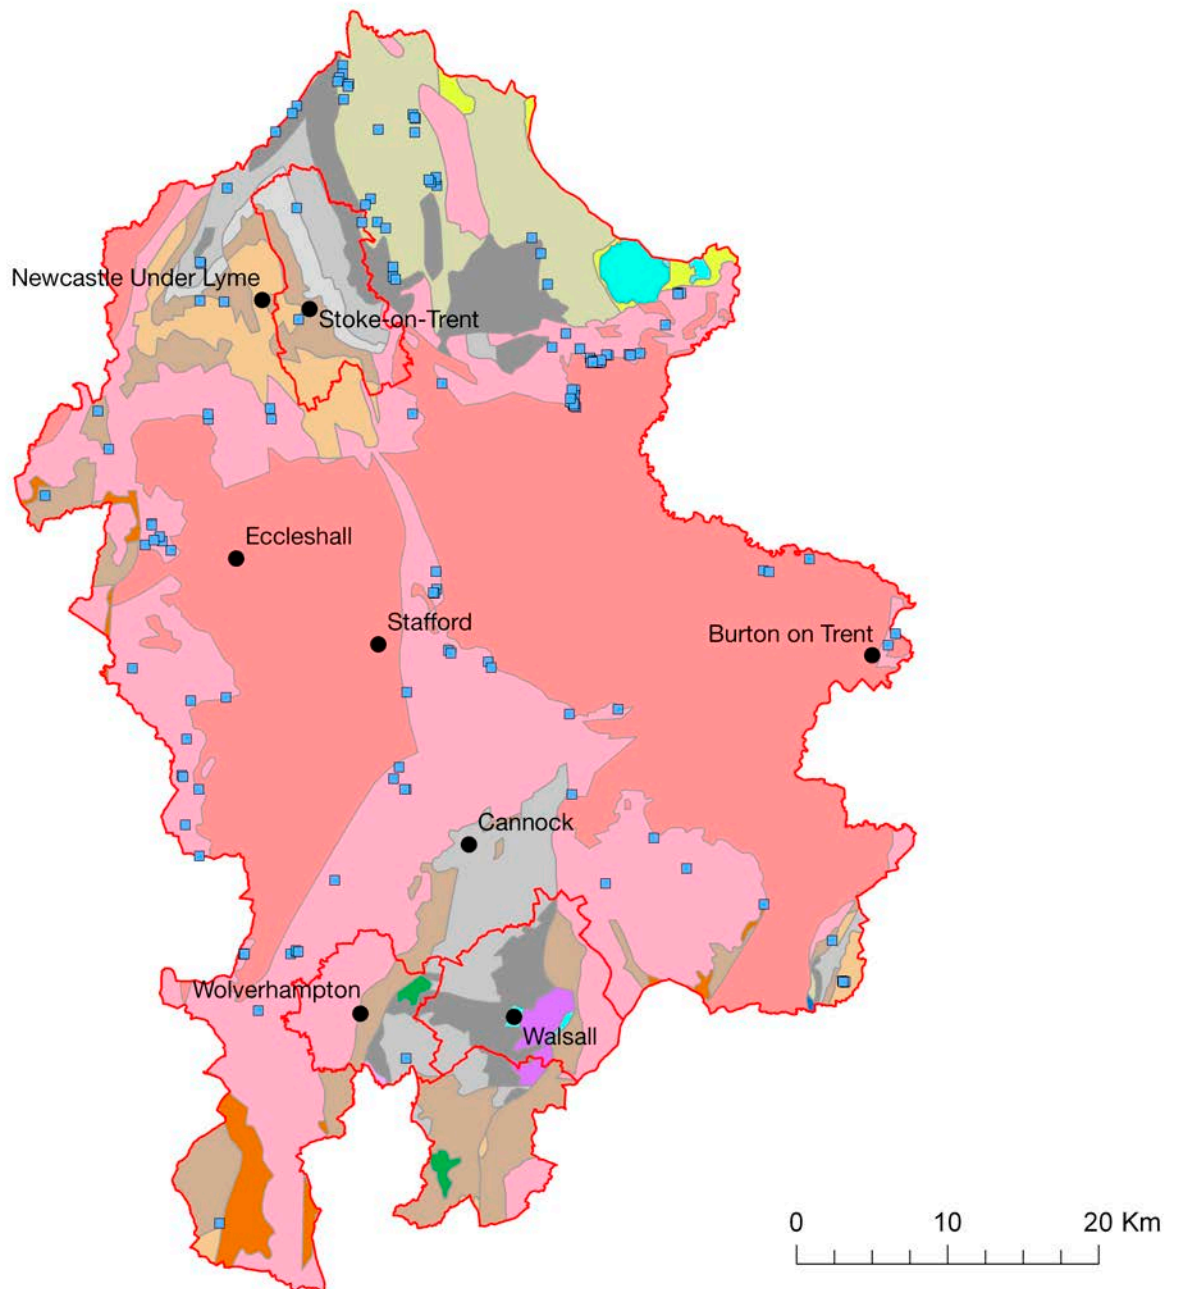 Newcastle Under Lyme
Stoke-on-Trent
Eccleshall
Stafford
Burton on Trent
Cannock
Wolverhampton
Walsall
0 10 20 Km